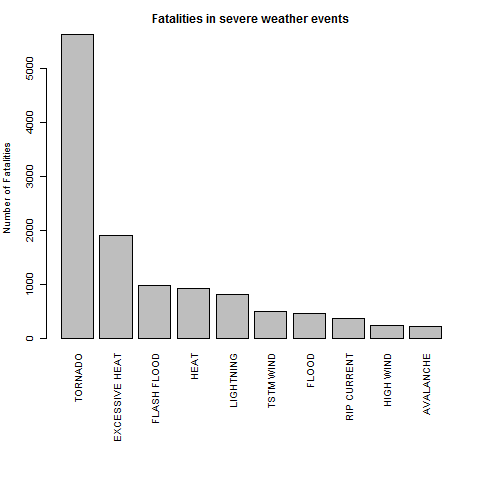 Fatalities in severe weather events
Number of Fatalities
5000
4000
3000
2000
1000
0
TORNADO
EXCESSIVE HEAT
FLASH FLOOD
HEAT
LIGHTNING
TSTM WIND
FLOOD
RIP CURRENT
HIGH WIND
AVALANCHE